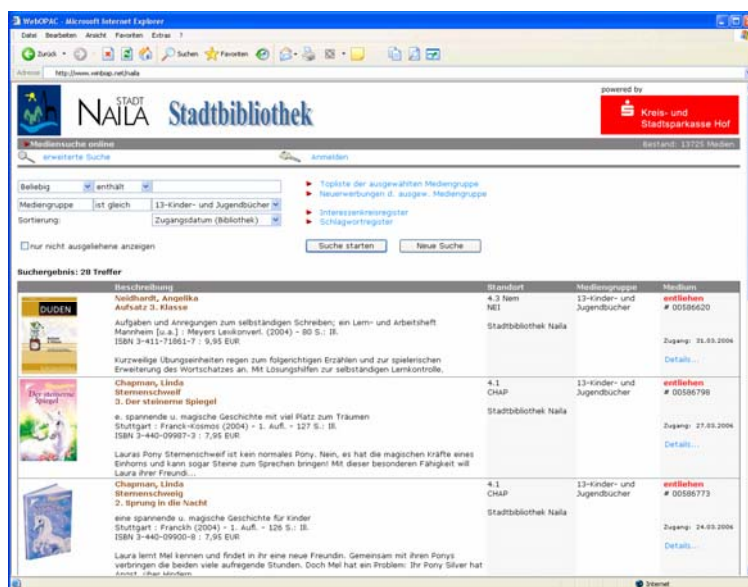 WebOPAC - Microsoft Internet Explorer
Datei Bearbeiten Ansicht Favoriten Extras ?
Zurück Suchen Favoriten
Adresse http://www.winbiap.net/naila
powered by
STADT
NAILA Stadtbibliothek
Kreis- und
Stadtsparkasse Hof
Mediensuche online Bestand: 13725 Medien
erweiterte Suche Anmelden
Beliebig enthält
Topliste der ausgewählten Mediengruppe
Neuerwerbungen d. ausgew. Mediengruppe
Mediengruppe ist gleich 13-Kinder- und Jugendbücher
Interessenkreisregister
Sortierung: Zugangsdatum (Bibliothek)
Schlagwortregister
nur nicht ausgeliehene anzeigen Suche starten Neue Suche
Suchergebnis: 28 Treffer
Beschreibung Standort Mediengruppe Medium
DUDEN
Neidhardt, Angelika 4.3 Nem 13-Kinder- und entliehen
Aufsatz 3. Klasse NEI Jugendbücher # 00586620
Aufgaben und Anregungen zum selbständigen Schreiben; ein Lern- und Arbeitsheft Stadtbibliothek Naila
Mannheim [u.a.] : Meyers Lexikonverl. (2004) - 80 S.: Ill.
ISBN 3-411-71861-7 : 9,95 EUR Zugang: 31.03.2006
Kurzweilige Übungseinheiten regen zum folgerichtigen Erzählen und zur spielerischen Details...
Erweiterung des Wortschatzes an. Mit Lösungshilfen zur selbständigen Lernkontrolle.
Der steinerne
Spiegel
Chapman, Linda 4.1 13-Kinder- und entliehen
Sternenschweif CHAP Jugendbücher # 00586798
3. Der steinerne Spiegel
Stadtbibliothek Naila
e. spannende u. magische Geschichte mit viel Platz zum Träumen
Stuttgart : Franck-Kosmos (2004) - 1. Aufl. - 127 S.: Ill. Zugang: 27.03.2006
ISBN 3-440-09987-3 : 7,95 EUR
Details...
Lauras Pony Sternenschweif ist kein normales Pony. Nein, es hat die magischen Kräfte eines
Einhorns und kann sogar Steine zum Sprechen bringen! Mit dieser besonderen Fähigkeit will
Laura ihrer Freundi...
Chapman, Linda 4.1 13-Kinder- und entliehen
Sternenschweig CHAP Jugendbücher # 00586773
2. Sprung in die Nacht
Stadtbibliothek Naila
eine spannende u. magische Geschichte für Kinder
Stuttgart : Franckh (2004) - 1. Aufl. - 126 S.: Ill. Zugang: 24.03.2006
ISBN 3-440-09900-8 : 7,95 EUR
Details...
Laura lernt Mel kennen und findet in ihr eine neue Freundin. Gemeinsam mit ihren Ponys
verbringen die beiden viele aufregende Stunden. Doch Mel hat ein Problem: Ihr Pony Silver hat
Angst, über Hindern
Internet